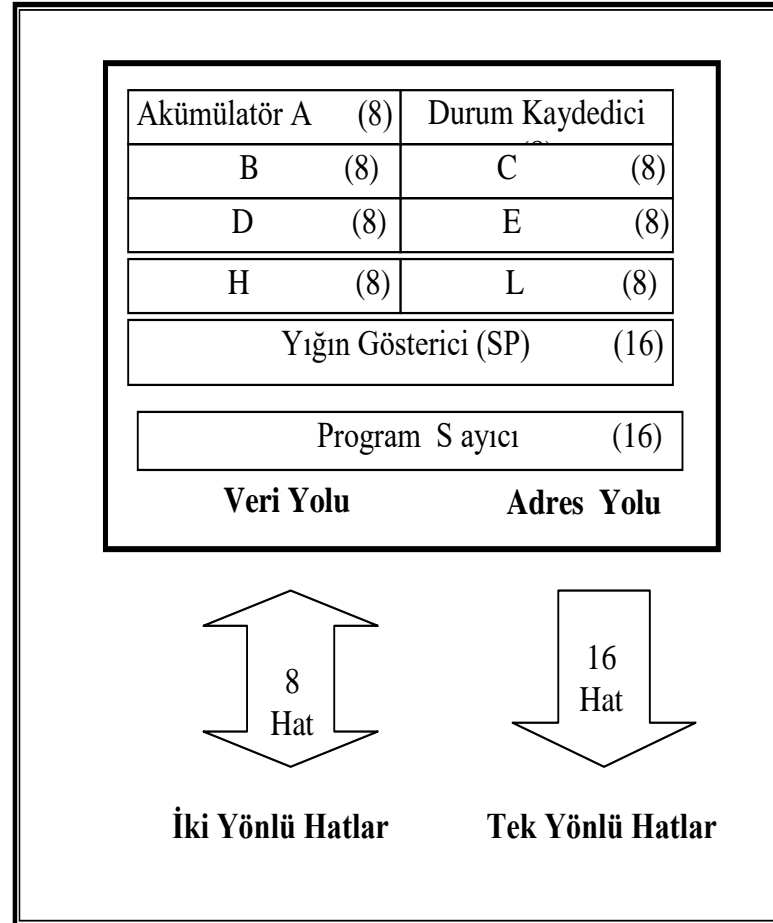 Akümülatör A (8) Durum Kaydedici
B (8) C (8)
D (8) E (8)
H (8) L (8)
Yığın Gösterici (SP) (16)
Program S ayıcı (16)
Veri Yolu Adres Yolu
8
Hat
16
Hat
İki Yönlü Hatlar Tek Yönlü Hatlar